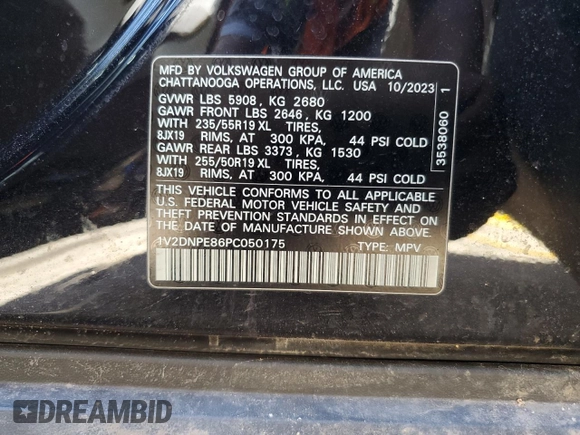 MFD BY VOLKSWAGEN GROUP OF AMERICA
CHATTANOOGA OPERATIONS, LLC. USA 10/2023
GVWR LBS 5908, KG 2680
GAWR FRONT LBS 2646, KG 1200
WITH 235/55R19 XL TIRES,
8JX19 RIMS, AT 300 KPA, 44 PSI COLD
GAWR REAR LBS 3373, KG 1530
WITH 255/50R19 XL TIRES,
8JX19 RIMS, AT 300 KPA, 44 PSI COLD
THIS VEHICLE CONFORMS TO ALL APPLICABLE
U.S. FEDERAL MOTOR VEHICLE SAFETY AND
THEFT PREVENTION STANDARDS IN EFFECT ON
THE DATE OF MANUFACTURE SHOWN ABOVE.
1V2DNPE86PC050175 TYPE: MPV
3538060 1
DREAMBID